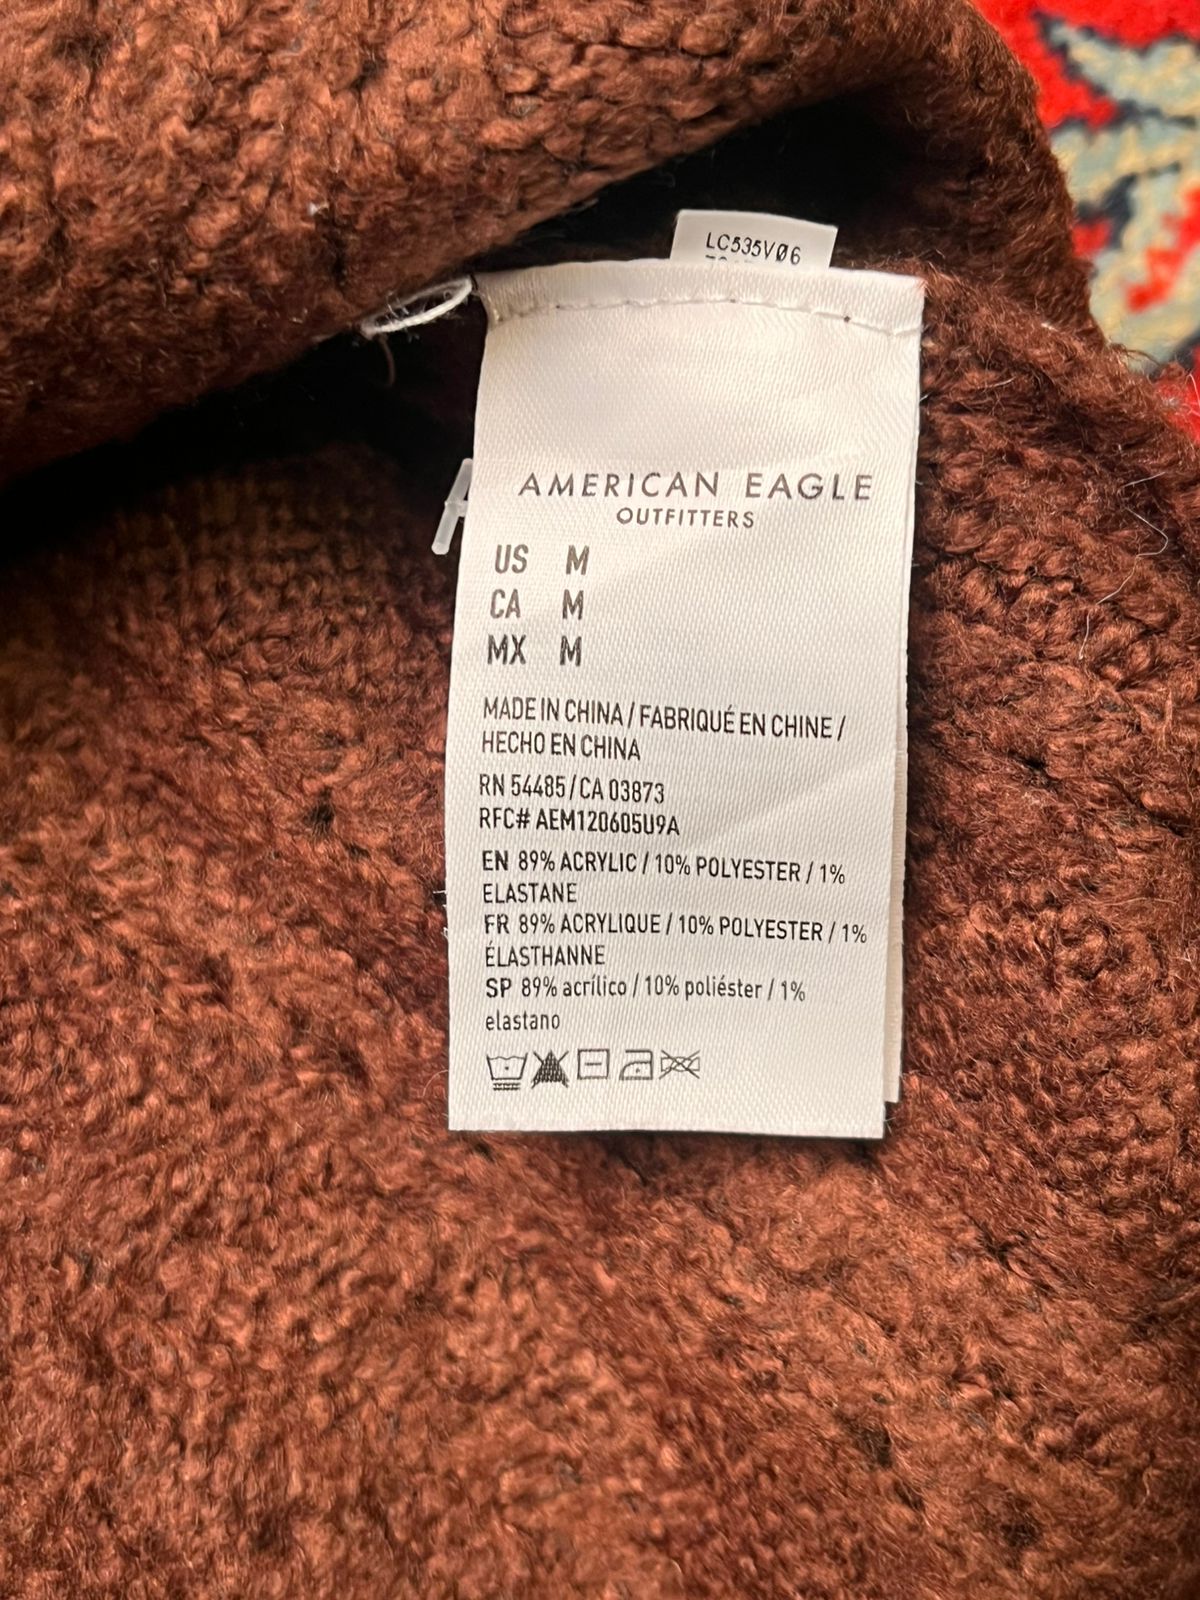 LC535V06
AMERICAN EAGLE
OUTFITTERS
US M
CA M
MX M
MADE IN CHINA / FABRIQUÉ EN CHINE /
HECHO EN CHINA
RN 54485 / CA 03873
RFC# AEM120605U9A
EN 89% ACRYLIC / 10% POLYESTER / 1%
ELASTANE
FR 89% ACRYLIQUE / 10% POLYESTER / 1%
ÉLASTHANNE
SP 89% acrílico / 10% poliéster / 1%
elastano